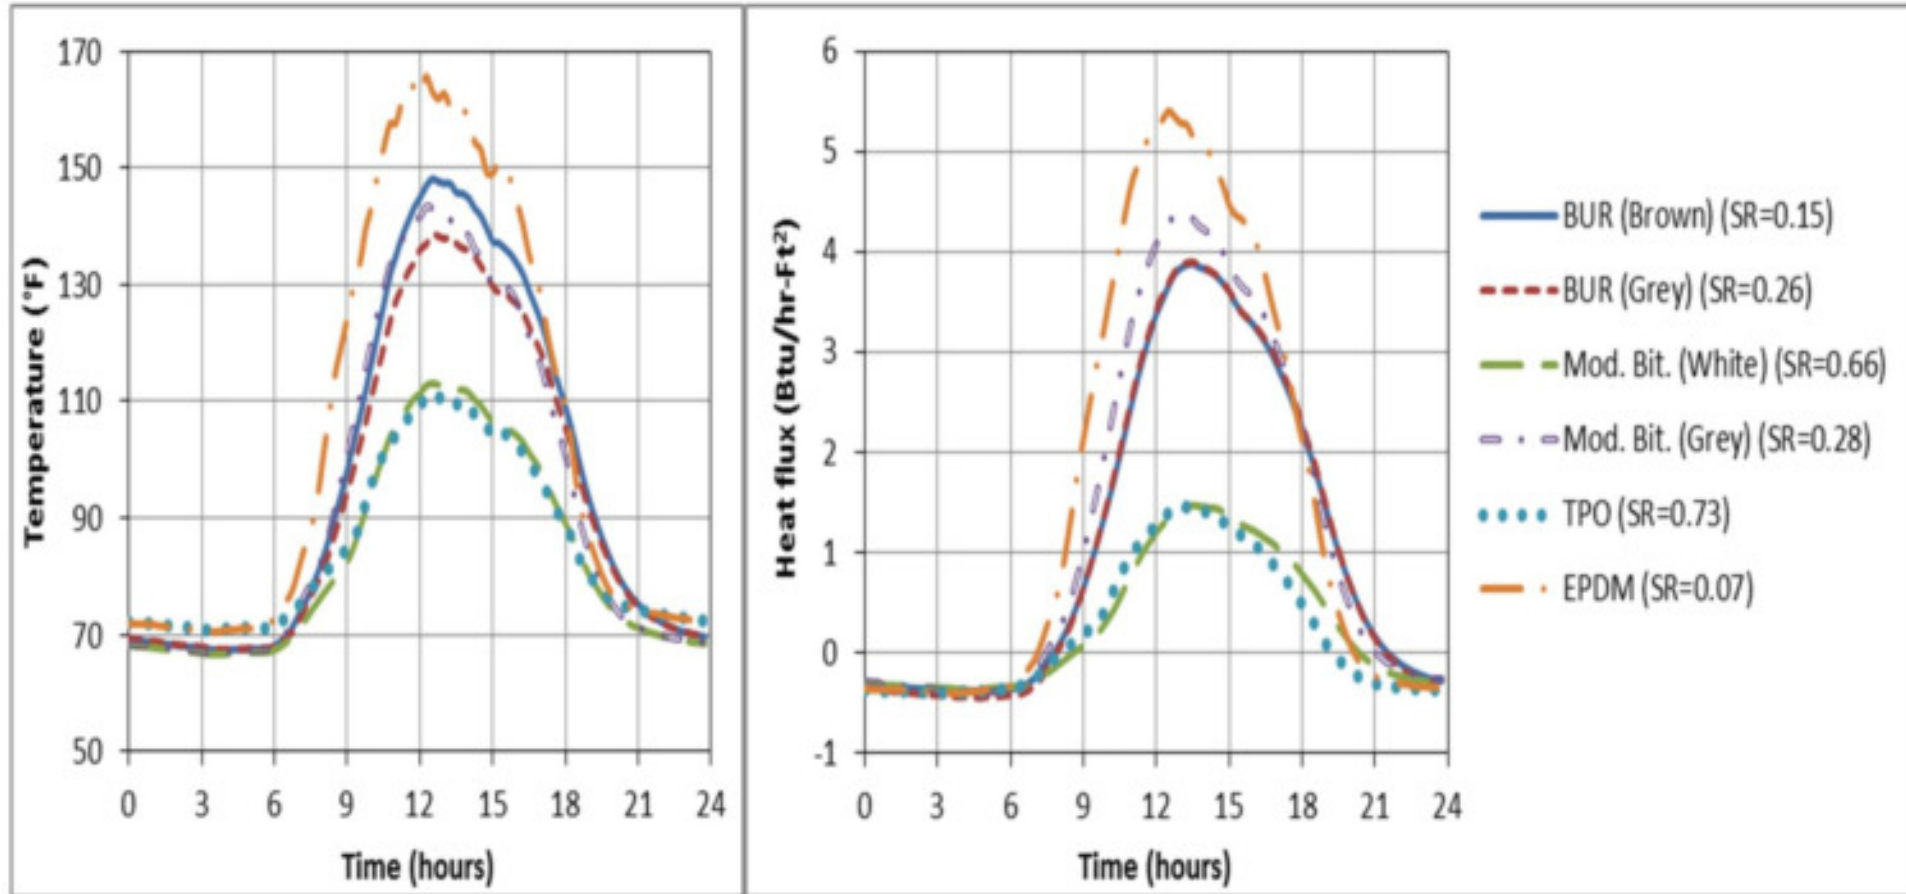 170
150
130
110
90
70
50
0 3 6 9 12 15 18 21 24
Temperature (°F)
Time (hours)
6
5
4
3
2
1
0
-1
0 3 6 9 12 15 18 21 24
Heat flux (Btu/hr-Ft²)
Time (hours)
BUR (Brown) (SR=0.15)
BUR (Grey) (SR=0.26)
Mod. Bit. (White) (SR=0.66)
Mod. Bit. (Grey) (SR=0.28)
TPO (SR=0.73)
EPDM (SR=0.07)